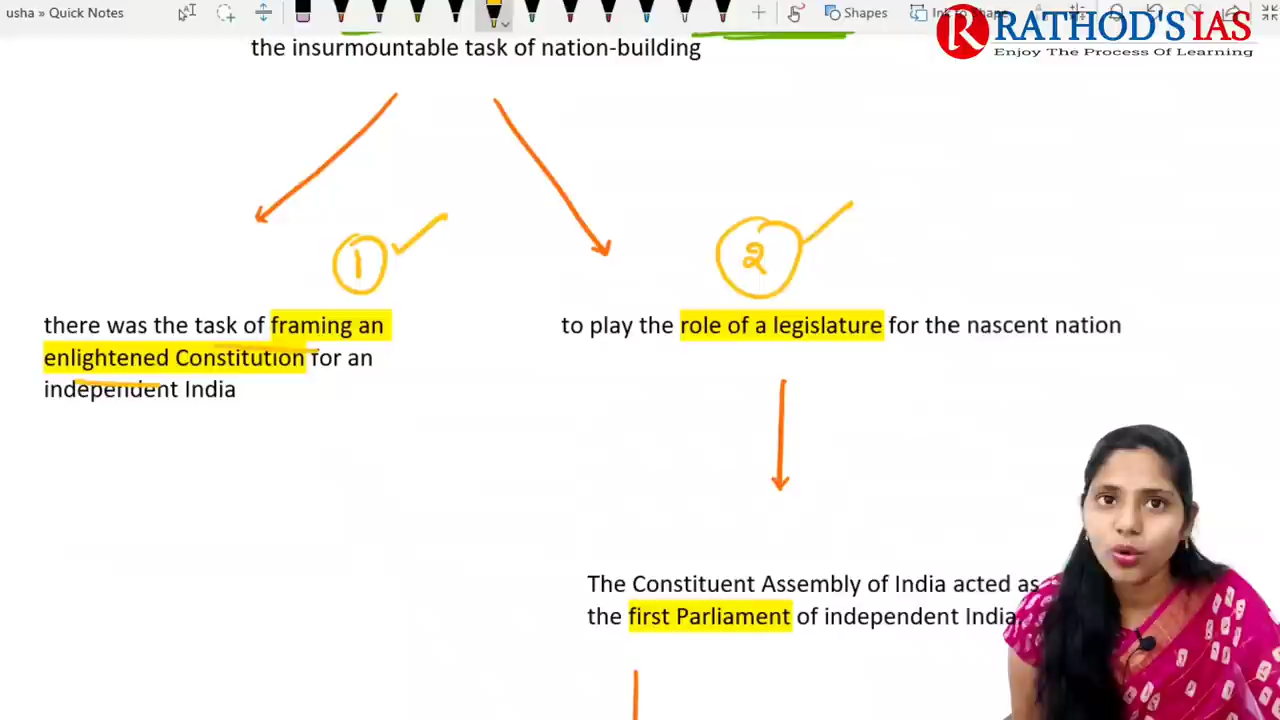 usha » Quick Notes
Shapes
RATHOD'S IAS
Enjoy The Process Of Learning
the insurmountable task of nation-building
1
2
there was the task of framing an
enlightened Constitution for an
independent India
to play the role of a legislature for the nascent nation
The Constituent Assembly of India acted as
the first Parliament of independent India.